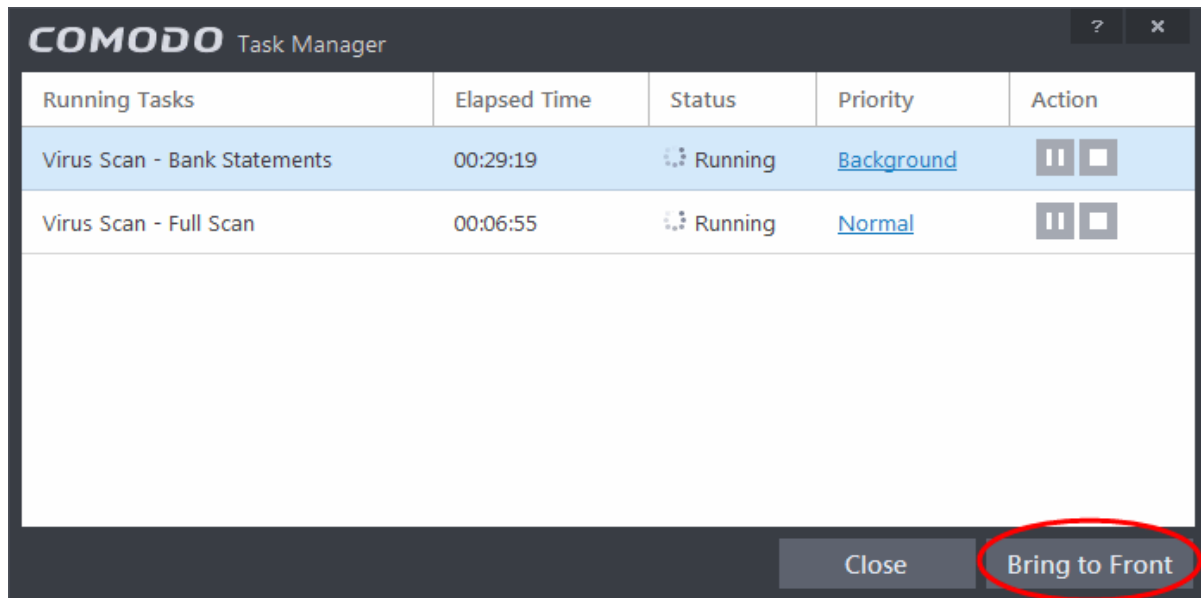 COMODO Task Manager ? ×
Running Tasks Elapsed Time Status Priority Action
Virus Scan - Bank Statements 00:29:19 Running Background
Virus Scan - Full Scan 00:06:55 Running Normal
Close Bring to Front